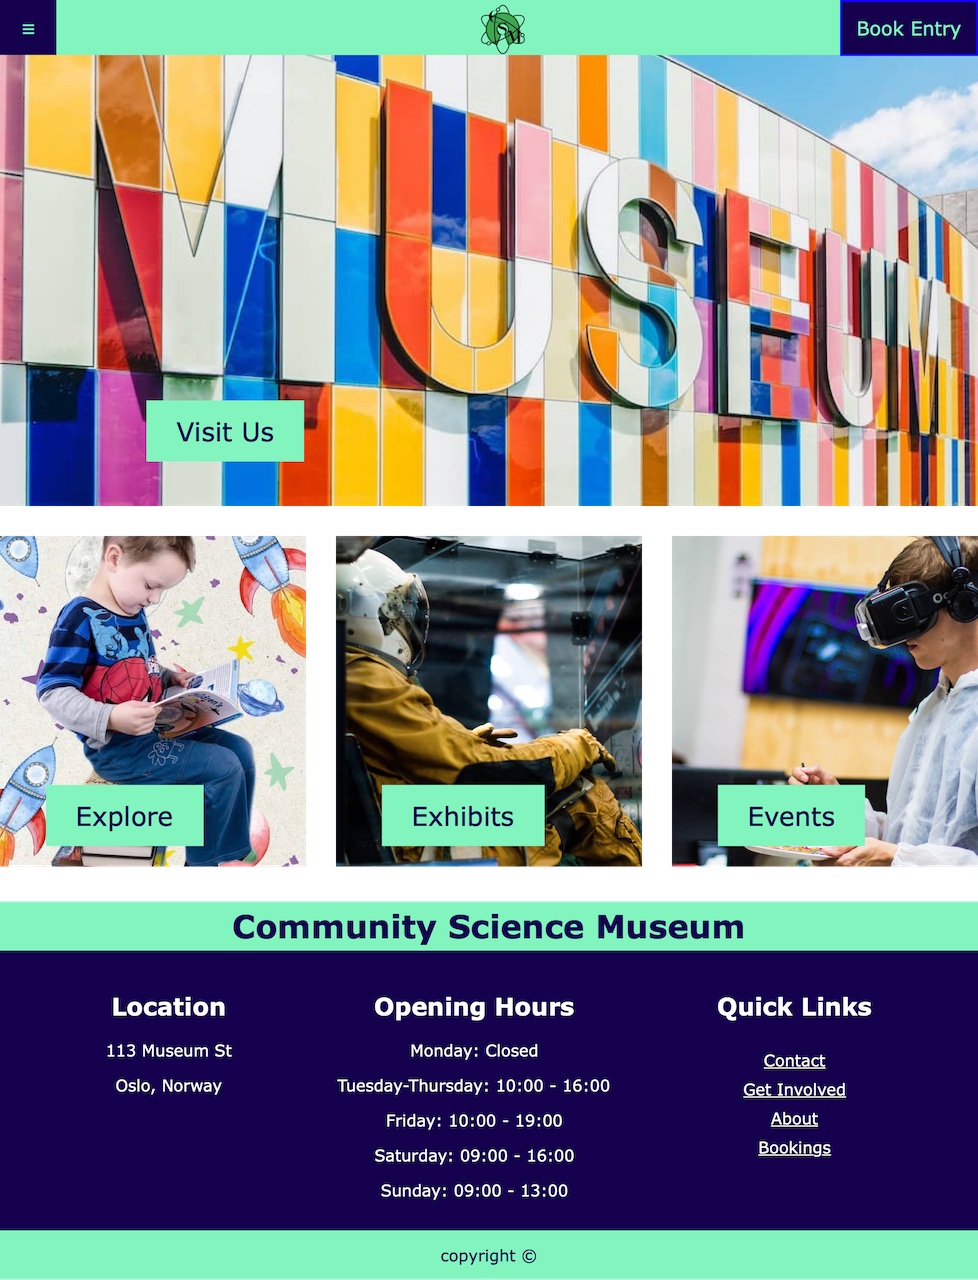 ≡
Book Entry
MUSEUM
Visit Us
Explore
Exhibits
Events
Community Science Museum
Location
113 Museum St
Oslo, Norway
Opening Hours
Monday: Closed
Tuesday-Thursday: 10:00 - 16:00
Friday: 10:00 - 19:00
Saturday: 09:00 - 16:00
Sunday: 09:00 - 13:00
Quick Links
Contact
Get Involved
About
Bookings
copyright ©